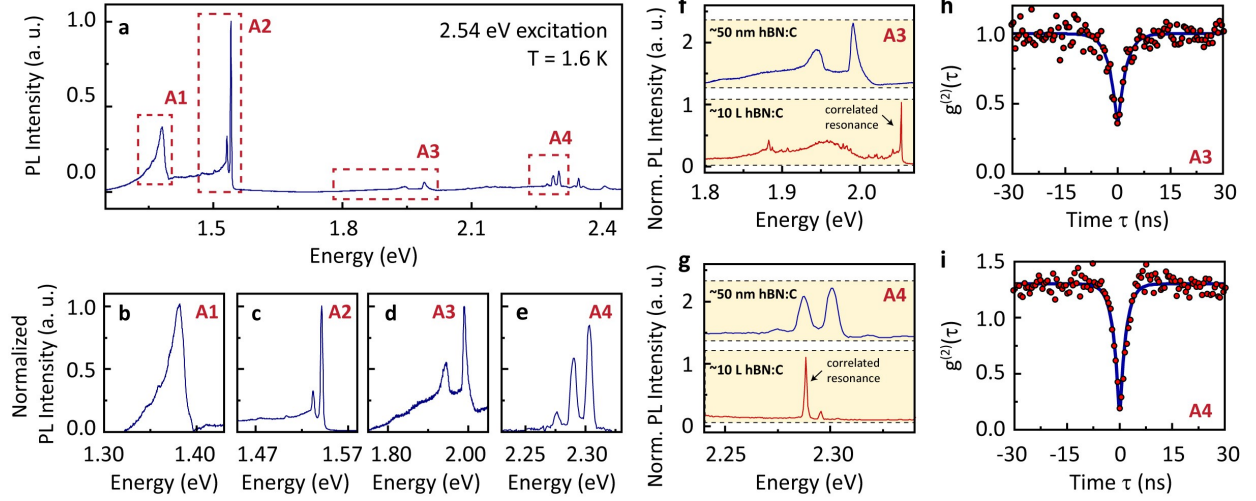 a
PL Intensity (a. u.)
1.0
0.5
0.0
A1
A2
A3
A4
2.54 eV excitation
T = 1.6 K
1.5
1.8
2.1
2.4
Energy (eV)
Normalized
PL Intensity (a. u.)
1.0
0.5
0.0
b
A1
1.30
1.40
Energy (eV)
c
A2
1.47
1.57
Energy (eV)
d
A3
1.80
2.00
Energy (eV)
e
A4
2.25
2.30
Energy (eV)
f
Norm. PL Intensity (a. u.)
2
1
0
~50 nm hBN:C
A3
~10 L hBN:C
correlated
resonance
1.8
1.9
2.0
Energy (eV)
g
Norm. PL Intensity (a. u.)
2
1
0
~50 nm hBN:C
A4
~10 L hBN:C
correlated
resonance
2.25
2.30
Energy (eV)
h
g(2)(τ)
1.0
0.5
0.0
A3
-30
-15
0
15
30
Time τ (ns)
i
g(2)(τ)
1.5
1.0
0.5
0.0
A4
-30
-15
0
15
30
Time τ (ns)